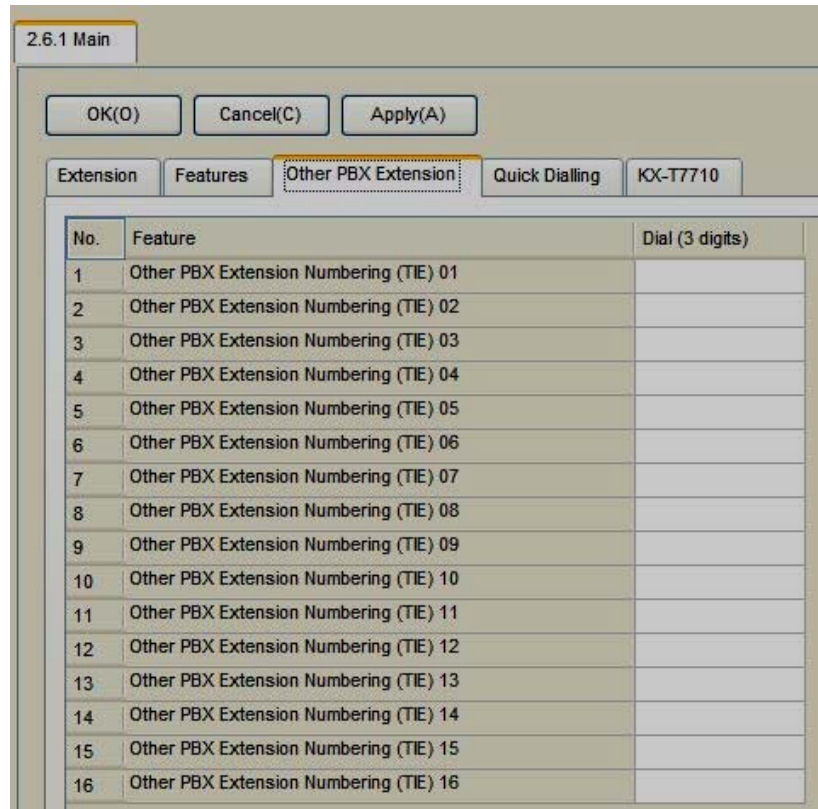 2.6.1 Main
OK(O) Cancel(C) Apply(A)
Extension Features Other PBX Extension Quick Dialling KX-T7710
No. Feature Dial (3 digits)
1 Other PBX Extension Numbering (TIE) 01
2 Other PBX Extension Numbering (TIE) 02
3 Other PBX Extension Numbering (TIE) 03
4 Other PBX Extension Numbering (TIE) 04
5 Other PBX Extension Numbering (TIE) 05
6 Other PBX Extension Numbering (TIE) 06
7 Other PBX Extension Numbering (TIE) 07
8 Other PBX Extension Numbering (TIE) 08
9 Other PBX Extension Numbering (TIE) 09
10 Other PBX Extension Numbering (TIE) 10
11 Other PBX Extension Numbering (TIE) 11
12 Other PBX Extension Numbering (TIE) 12
13 Other PBX Extension Numbering (TIE) 13
14 Other PBX Extension Numbering (TIE) 14
15 Other PBX Extension Numbering (TIE) 15
16 Other PBX Extension Numbering (TIE) 16